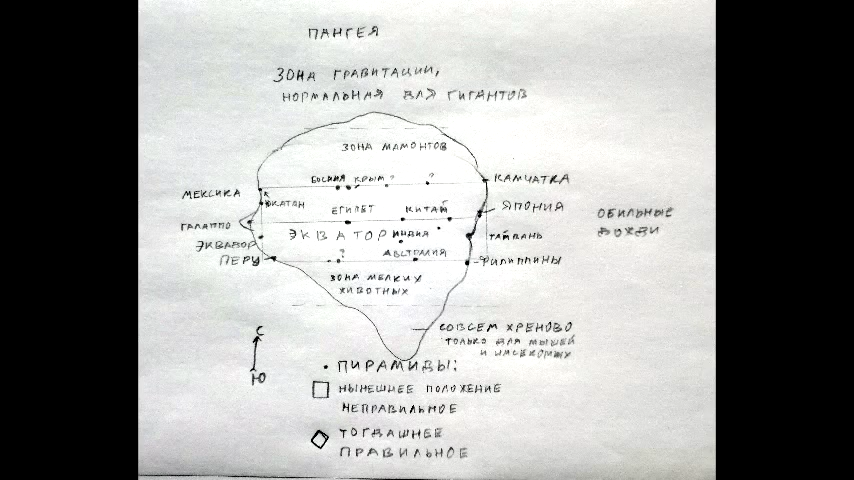 ПАНГЕЯ
ЗОНА ГРАВИТАЦИИ,
НОРМАЛЬНАЯ ДЛЯ ГИГАНТОВ
ЗОНА МАМОНТОВ
БОСНИЯ КРЫМ ? ?
КАМЧАТКА
МЕКСИКА
ЮКАТАН
ЕГИПЕТ
КИТАЙ
ЯПОНИЯ
ОБИЛЬНЫЕ
ДОЖДИ
ГАЛАППО
ЭКВАТОР
ИНДИЯ
ТАЙВАНЬ
ЭКВАДОР
ПЕРУ
?
АВСТРАЛИЯ
ФИЛИППИНЫ
ЗОНА МЕЛКИХ
ЖИВОТНЫХ
СОВСЕМ ХРЕНОВО
ТОЛЬКО ДЛЯ МЫШЕЙ
И НАСЕКОМЫХ
С
Ю
• ПИРАМИДЫ:
НЫНЕШНЕЕ ПОЛОЖЕНИЕ
НЕПРАВИЛЬНОЕ
ТОГДАШНЕЕ
ПРАВИЛЬНОЕ